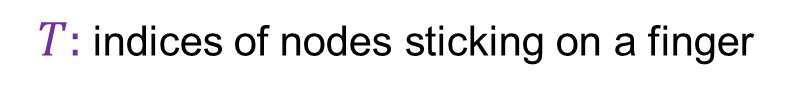 T: indices of nodes sticking on a finger